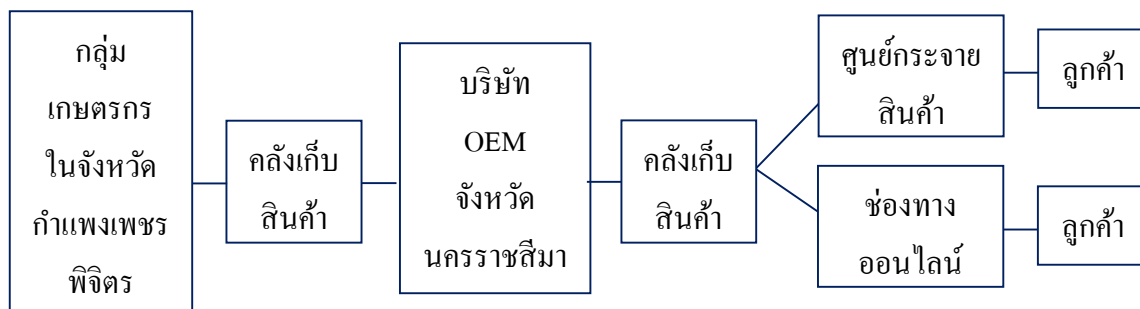 กลุ่ม
เกษตรกร
ในจังหวัด
กำแพงเพชร
พิจิตร
คลังเก็บ
สินค้า
บริษัท
OEM
จังหวัด
นครราชสีมา
คลังเก็บ
สินค้า
ศูนย์กระจาย
สินค้า
ลูกค้า
ช่องทาง
ออนไลน์
ลูกค้า